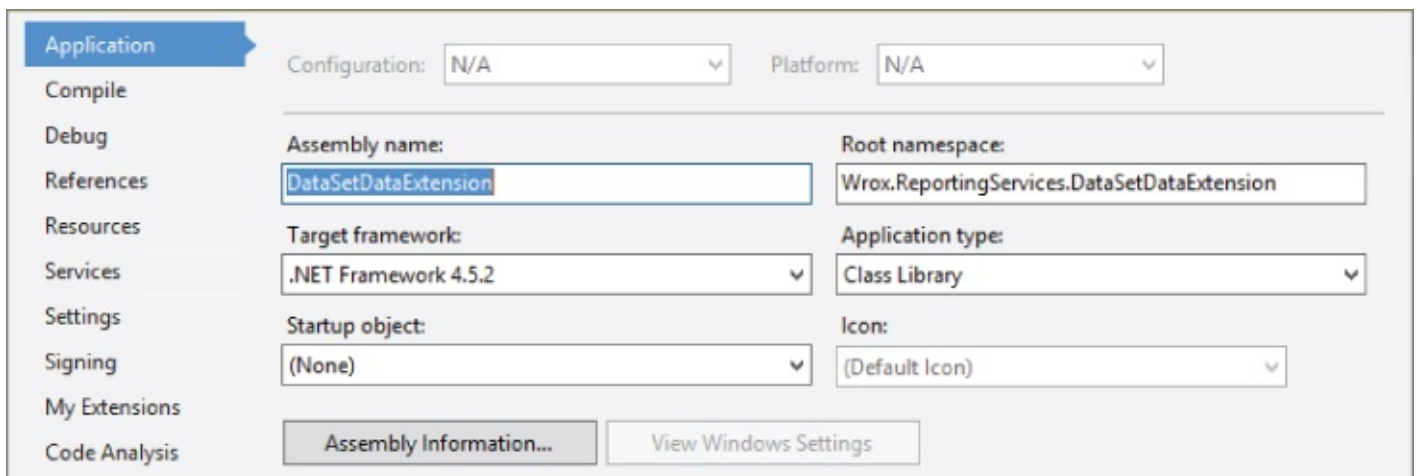 Application
Compile
Debug
References
Resources
Services
Settings
Signing
My Extensions
Code Analysis
Configuration: N/A Platform: N/A
Assembly name: Root namespace:
DataSetDataExtension Wrox.ReportingServices.DataSetDataExtension
Target framework: Application type:
.NET Framework 4.5.2 Class Library
Startup object: Icon:
(None) (Default Icon)
Assembly Information... View Windows Settings